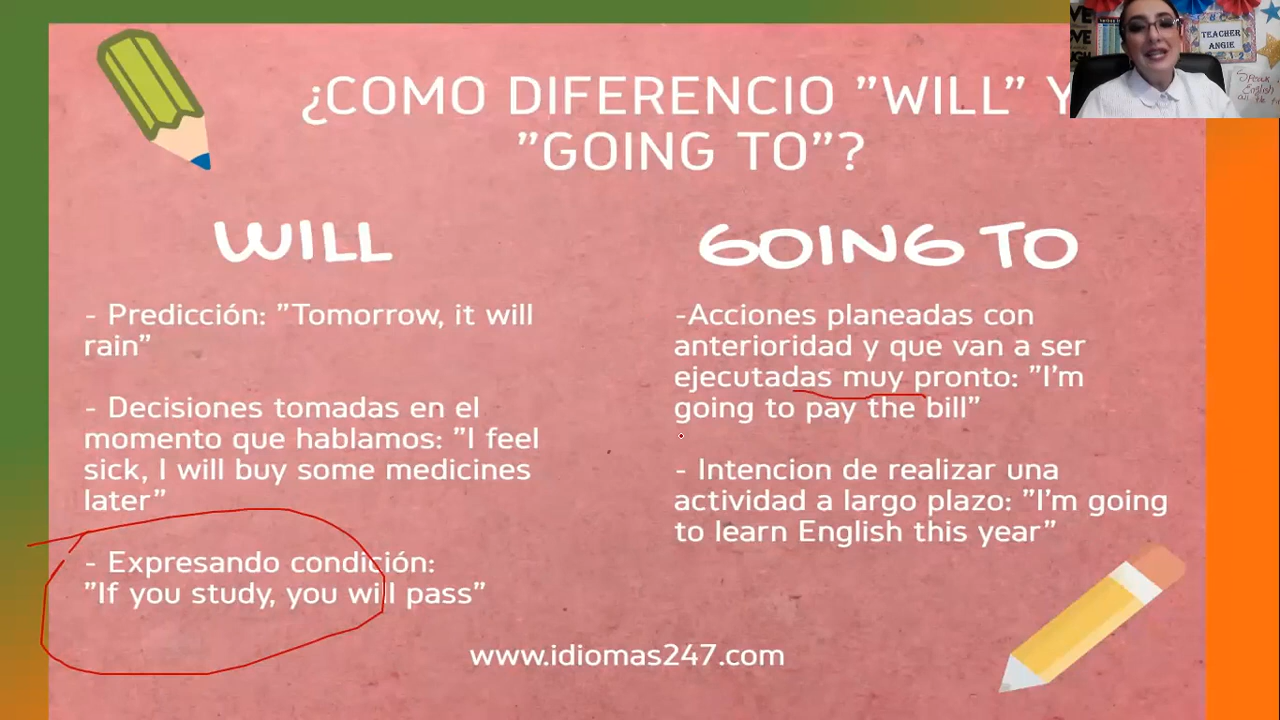 ¿COMO DIFERENCIO "WILL" Y
"GOING TO"?
WILL
- Predicción: "Tomorrow, it will
rain"
- Decisiones tomadas en el
momento que hablamos: "I feel
sick, I will buy some medicines
later"
- Expresando condición:
"If you study, you will pass"
GOING TO
-Acciones planeadas con
anterioridad y que van a ser
ejecutadas muy pronto: "I'm
going to pay the bill"
- Intencion de realizar una
actividad a largo plazo: "I'm going
to learn English this year"
www.idiomas247.com
TEACHER
ANGIE
Speak
English